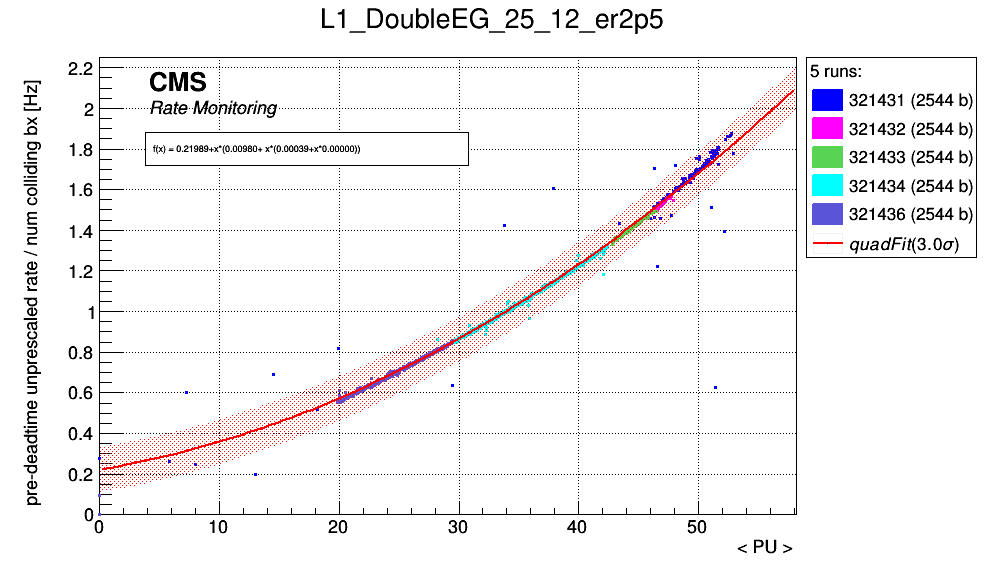 L1_DoubleEG_25_12_er2p5
CMS
Rate Monitoring
f(x) = 0.21989+x*(0.00980+ x*(0.00039+x*0.00000))
pre-deadtime unprescaled rate / num colliding bx [Hz]
2.2
2
1.8
1.6
1.4
1.2
1
0.8
0.6
0.4
0.2
0
0 10 20 30 40 50
< PU >
5 runs:
321431 (2544 b)
321432 (2544 b)
321433 (2544 b)
321434 (2544 b)
321436 (2544 b)
quadFit(3.0σ)